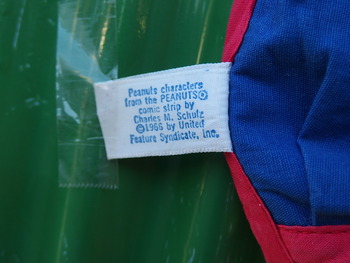 Peanuts characters
from the PEANUTS®
comic strip by
Charles M. Schulz
©1966 by United
Feature Syndicate, Inc.